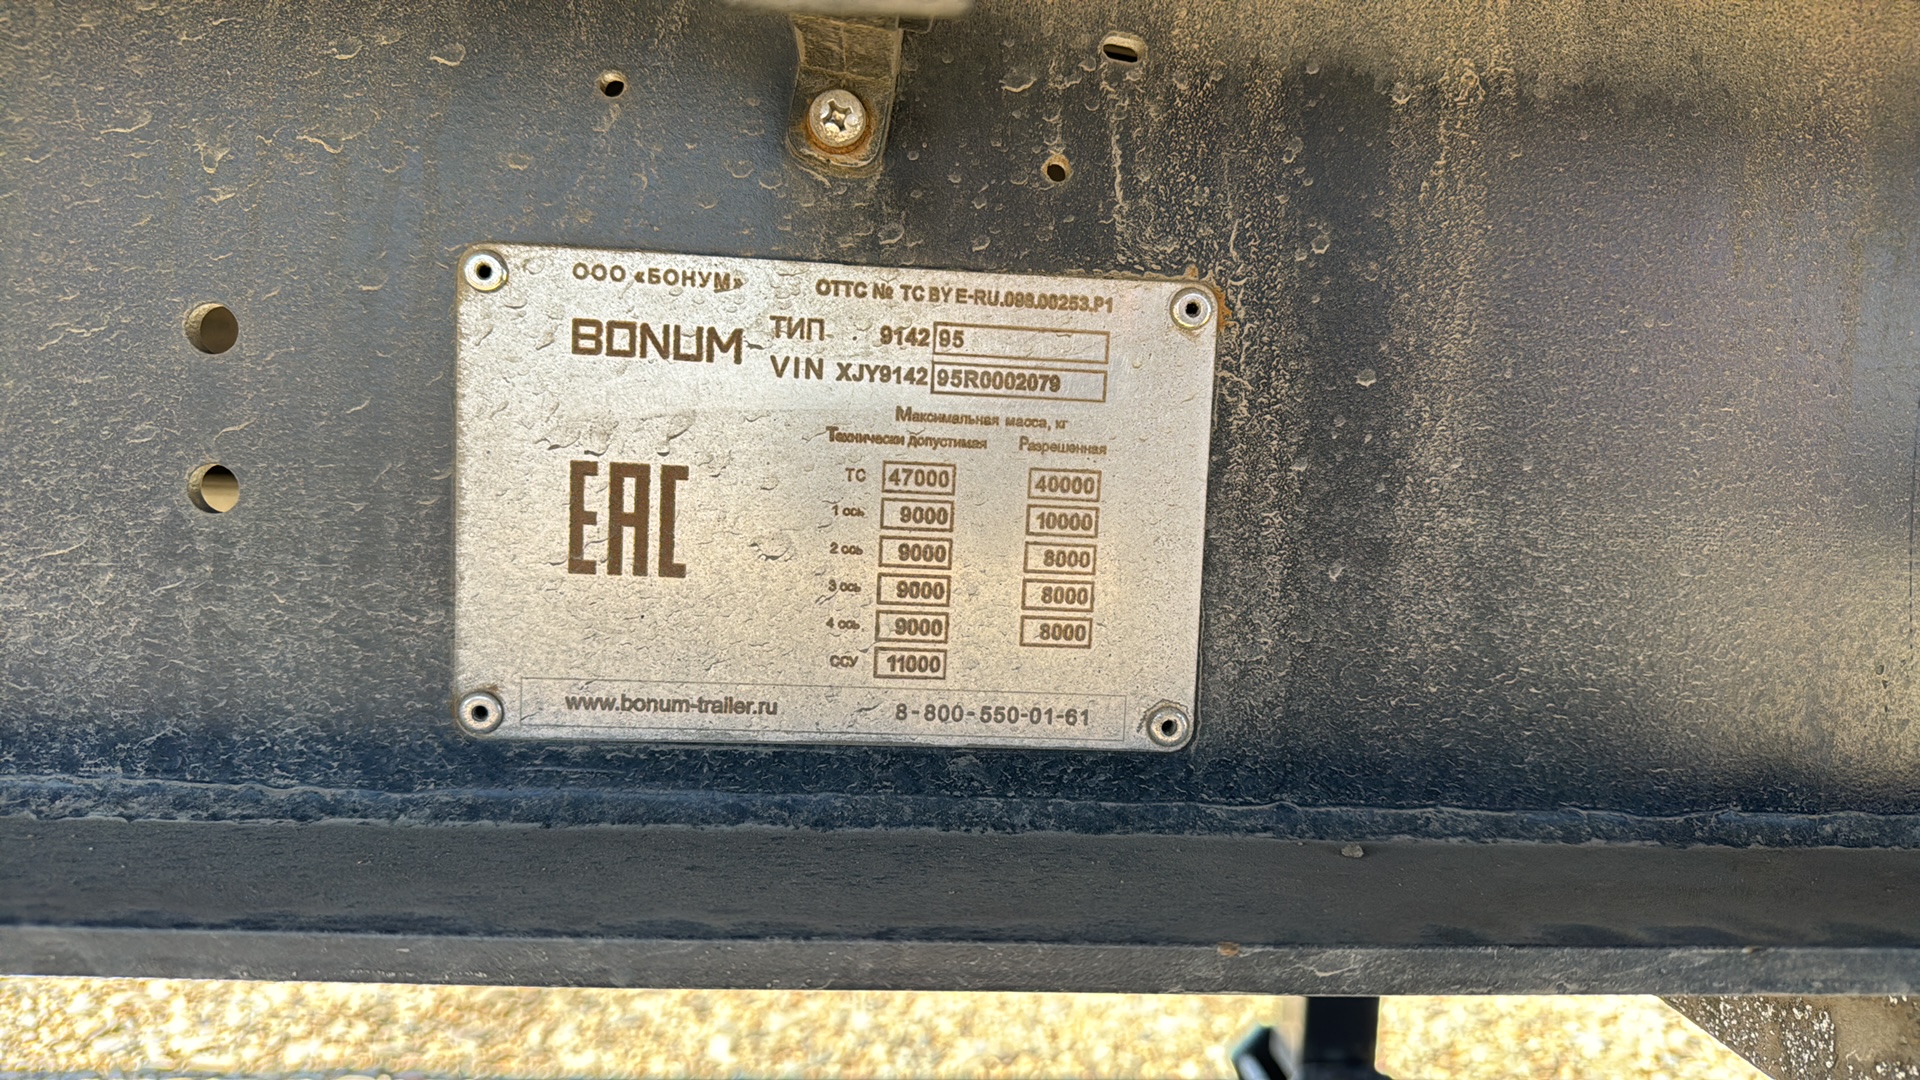 ООО «БОНУМ»
ОТТС № ТС BY E-RU.098.00253.Р1
BONUM
ТИП 9142 95
VIN XJY9142 95R0002079
Максимальная масса, кг
Технически допустимая Разрешенная
ТС 47000 40000
1 ось 9000 10000
2 ось 9000 8000
3 ось 9000 8000
4 ось 9000 8000
ССУ 11000
EAC
www.bonum-trailer.ru 8-800-550-01-61